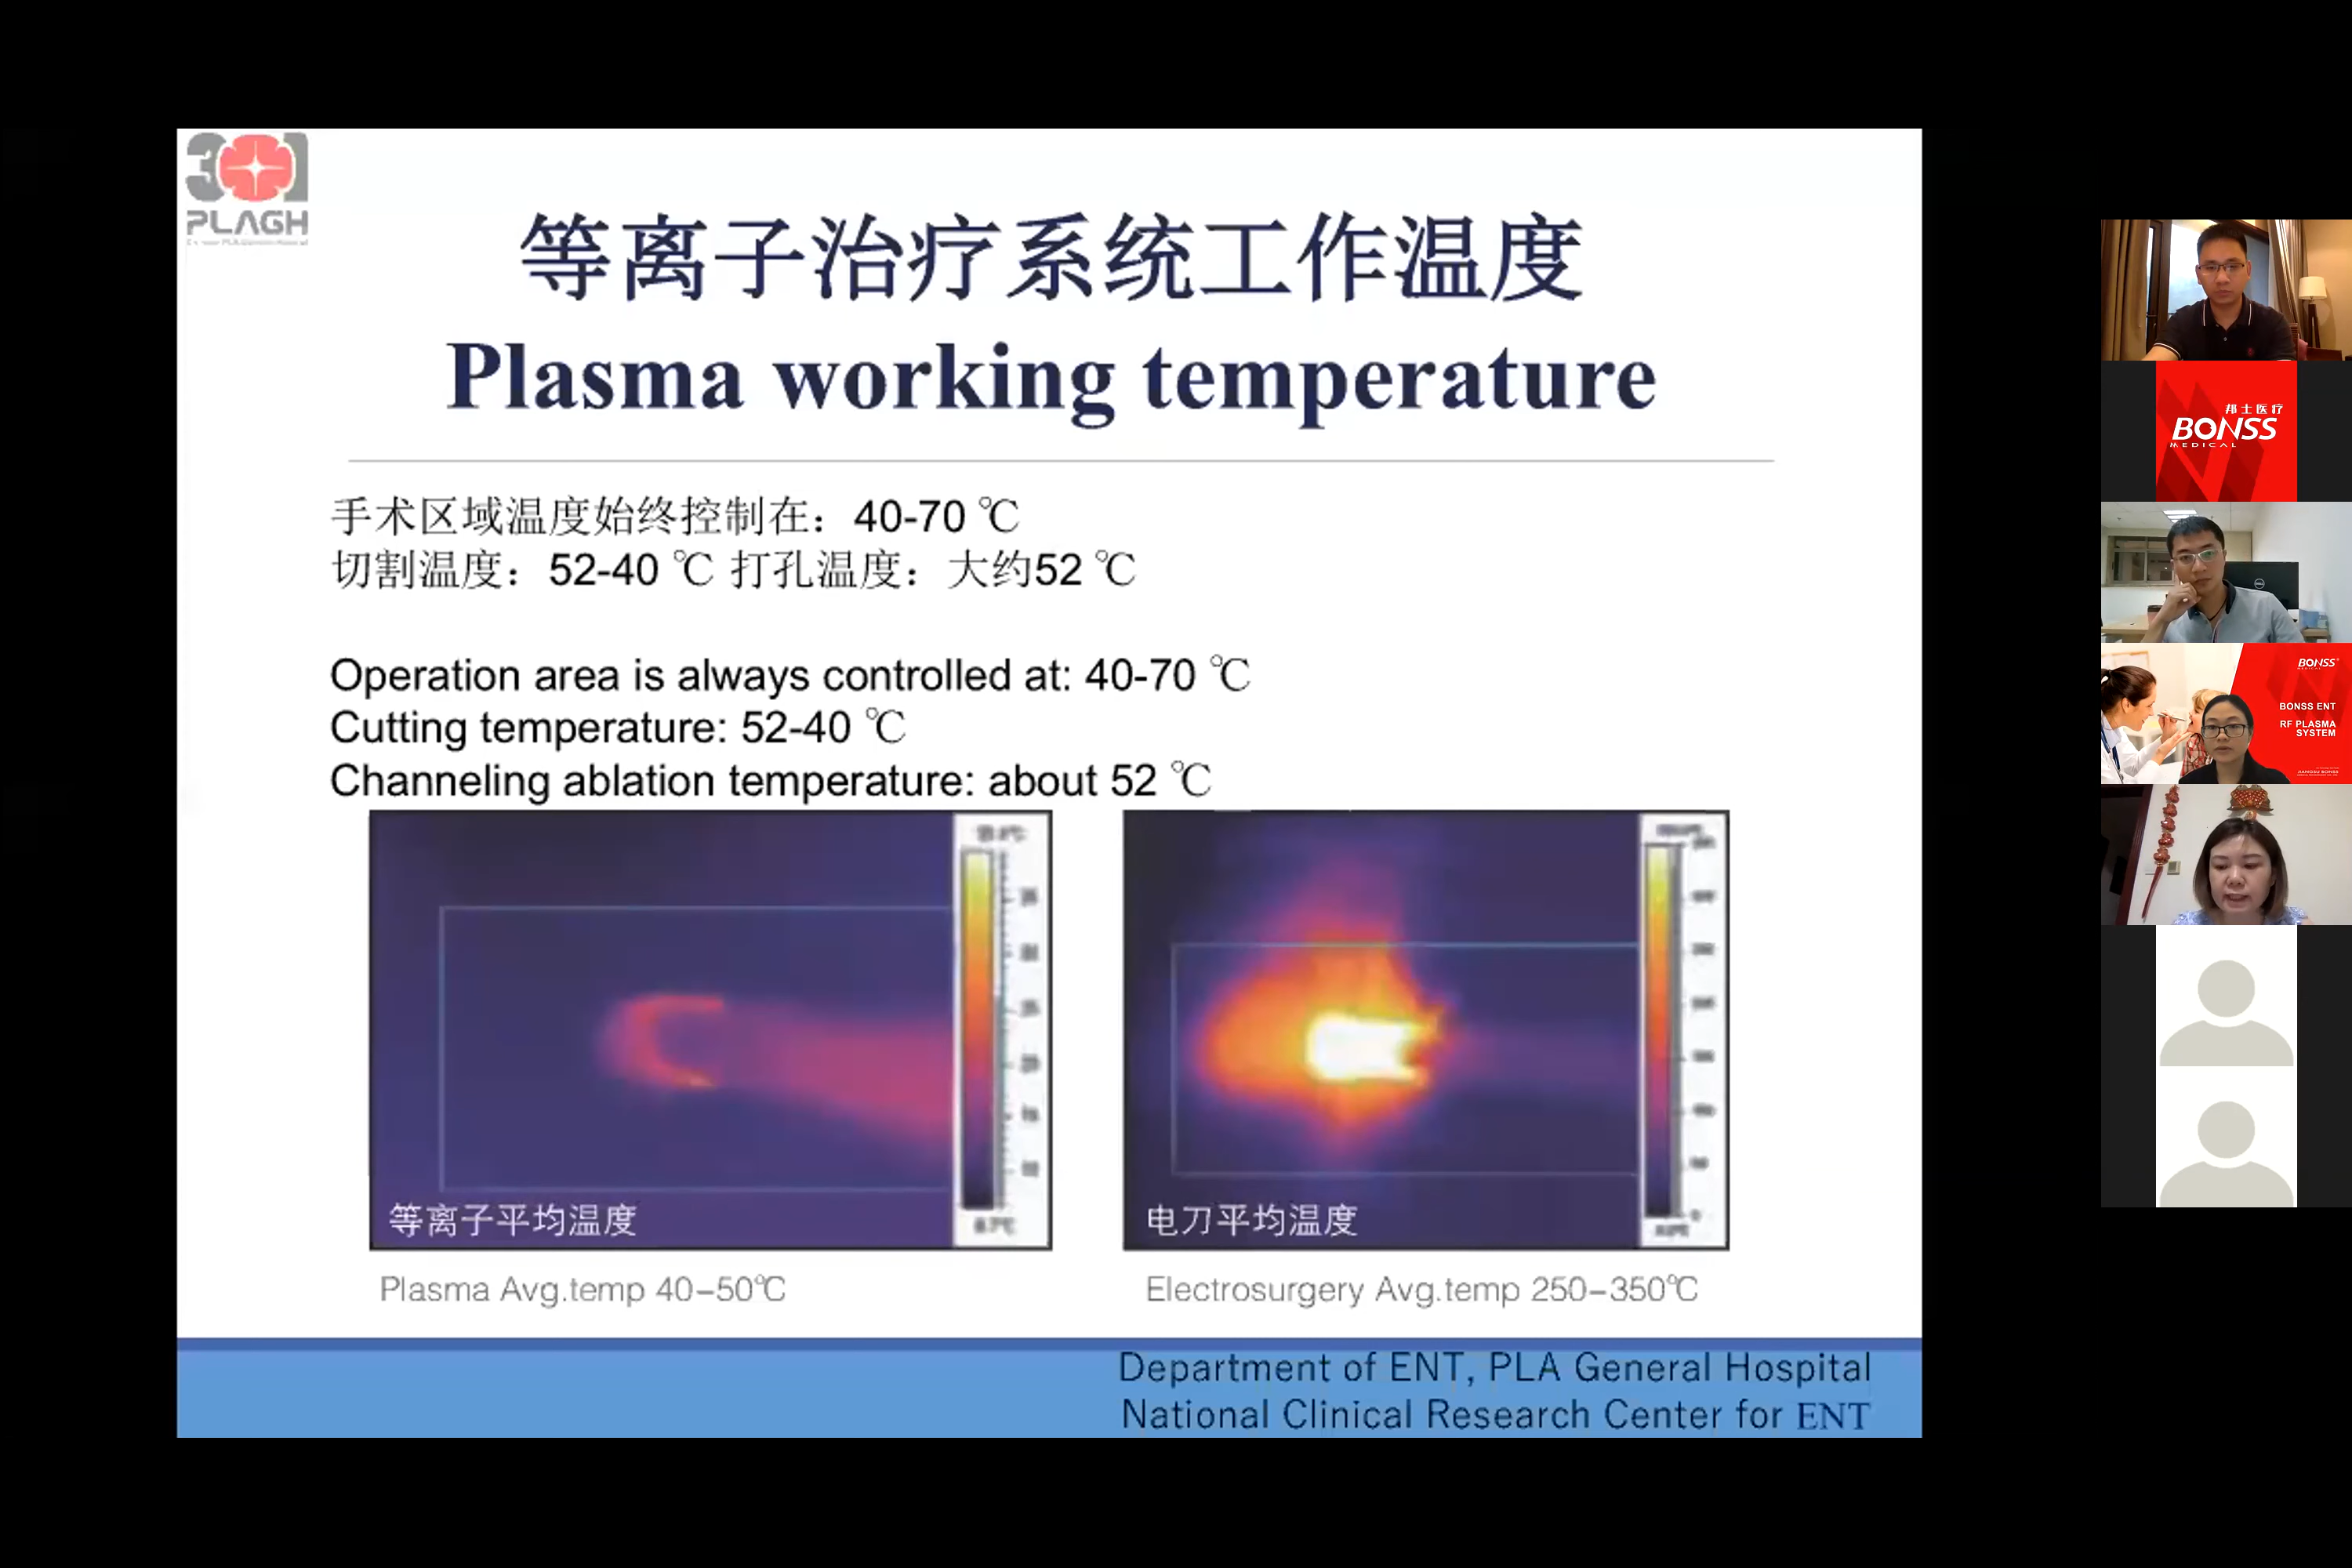 301
PLAGH
等离子治疗系统工作温度
Plasma working temperature
手术区域温度始终控制在：40-70 ℃
切割温度：52-40 ℃ 打孔温度：大约52 ℃
Operation area is always controlled at: 40-70 ℃
Cutting temperature: 52-40 ℃
Channeling ablation temperature: about 52 ℃
等离子平均温度
电刀平均温度
Plasma Avg.temp 40–50℃
Electrosurgery Avg.temp 250–350℃
Department of ENT, PLA General Hospital
National Clinical Research Center for ENT
邦士医疗
BONSS
MEDICAL
BONSS
BONSS ENT
RF PLASMA
SYSTEM